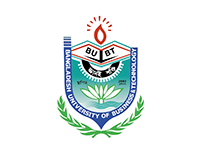 BU BT
BANGLADESH UNIVERSITY OF BUSINESS & TECHNOLOGY